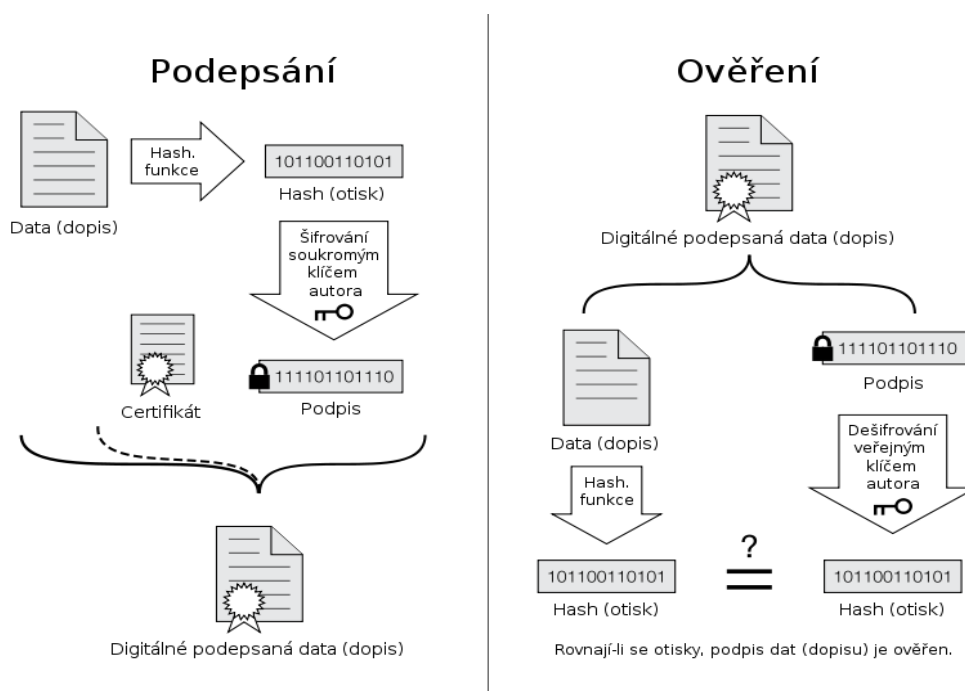 Podepsání
Hash.
funkce
101100110101
Hash (otisk)
Data (dopis)
Šifrování
soukromým
klíčem
autora
Certifikát
111101101110
Podpis
Digitálné podepsaná data (dopis)
Ověření
Digitálné podepsaná data (dopis)
Data (dopis)
111101101110
Podpis
Hash.
funkce
Dešifrování
veřejným
klíčem
autora
101100110101
Hash (otisk)
?
101100110101
Hash (otisk)
Rovnají-li se otisky, podpis dat (dopisu) je ověřen.